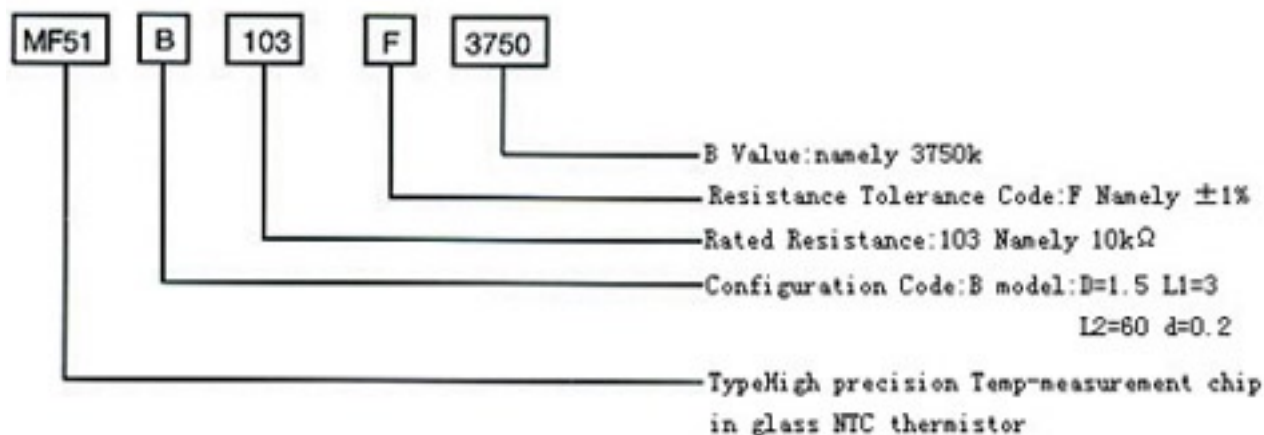 MF51 B 103 F 3750
B Value:namely 3750k
Resistance Tolerance Code:F Namely ±1%
Rated Resistance:103 Namely 10kΩ
Configuration Code:B model:D=1.5 L1=3
L2=60 d=0.2
TypeHigh precision Temp-measurement chip
in glass NTC thermistor